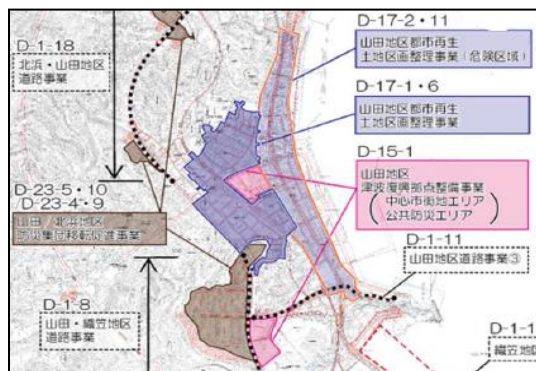 D-1-18
北浜・山田地区
道路事業
D-17-2・11
山田地区都市再生
土地区画整理事業(危険区域)
D-17-1・6
山田地区都市再生
土地区画整理事業
D-15-1
山田地区
津波復興拠点整備事業
(中心市街地エリア
公共防災エリア)
D-23-5・10
D-23-4・9
山田/北浜地区
防災集団移転促進事業
D-1-11
山田地区道路事業③
D-1-8
山田・織笠地区
道路事業
D-1-1
織笠地区